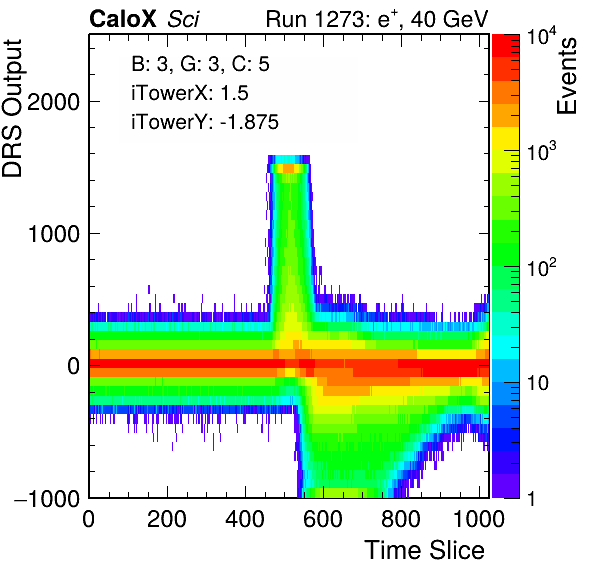 CaloX Sci Run 1273: e⁺, 40 GeV
B: 3, G: 3, C: 5
iTowerX: 1.5
iTowerY: -1.875
DRS Output
2000
1000
0
−1000
0 200 400 600 800 1000
Time Slice
Events
10⁴
10³
10²
10
1